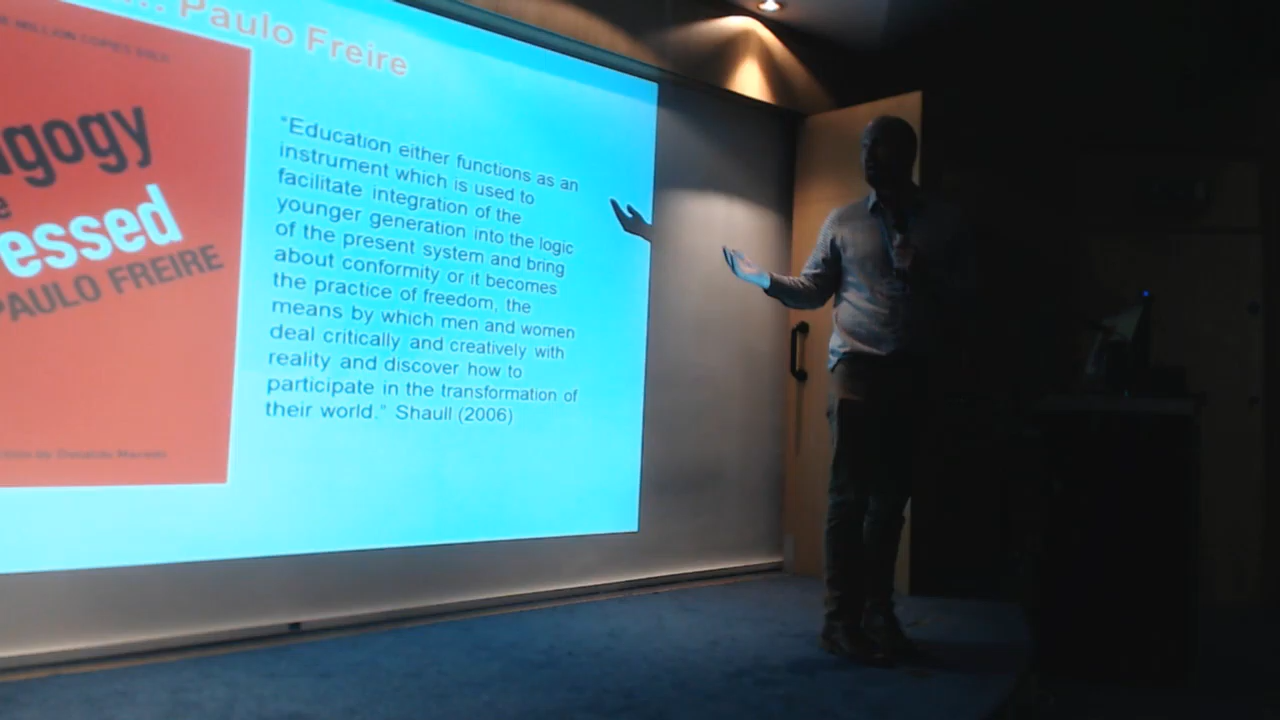 ... Paulo Freire
MILLION COPIES SOLD
agogy
e
essed
PAULO FREIRE
"Education either functions as an
instrument which is used to
facilitate integration of the
younger generation into the logic
of the present system and bring
about conformity or it becomes
the practice of freedom, the
means by which men and women
deal critically and creatively with
reality and discover how to
participate in the transformation of
their world." Shaull (2006)